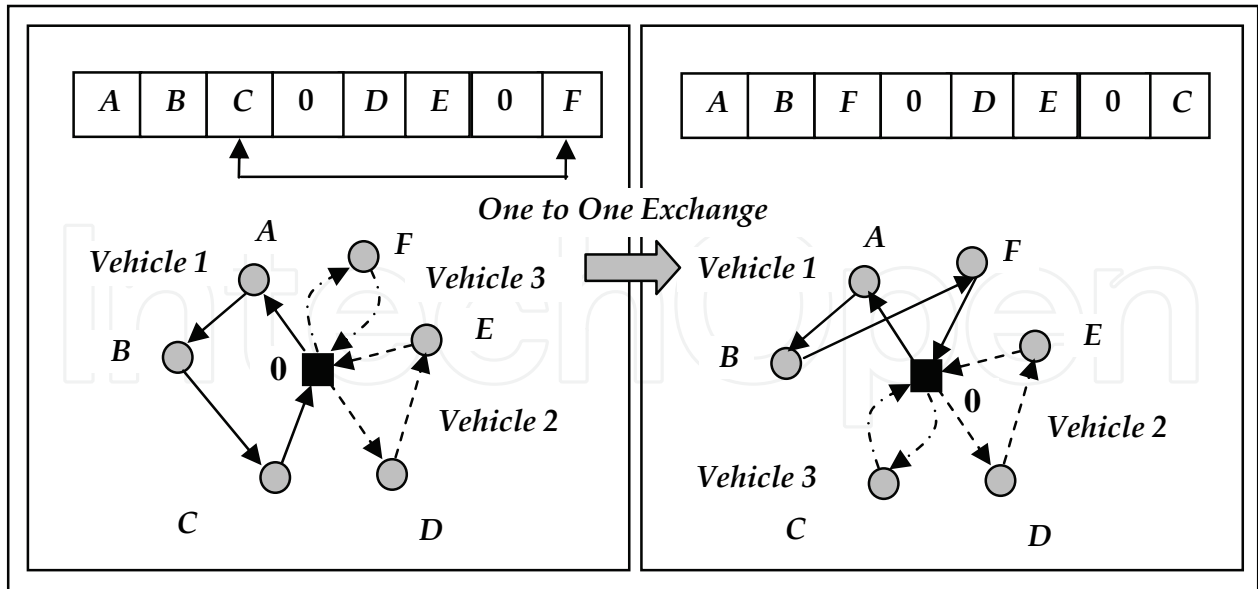 A B C 0 D E 0 F
A B F 0 D E 0 C
One to One Exchange
A
F
Vehicle 1
Vehicle 3
B
E
0
Vehicle 2
C
D
A
F
Vehicle 1
B
E
0
Vehicle 2
Vehicle 3
C
D
IntechOpen